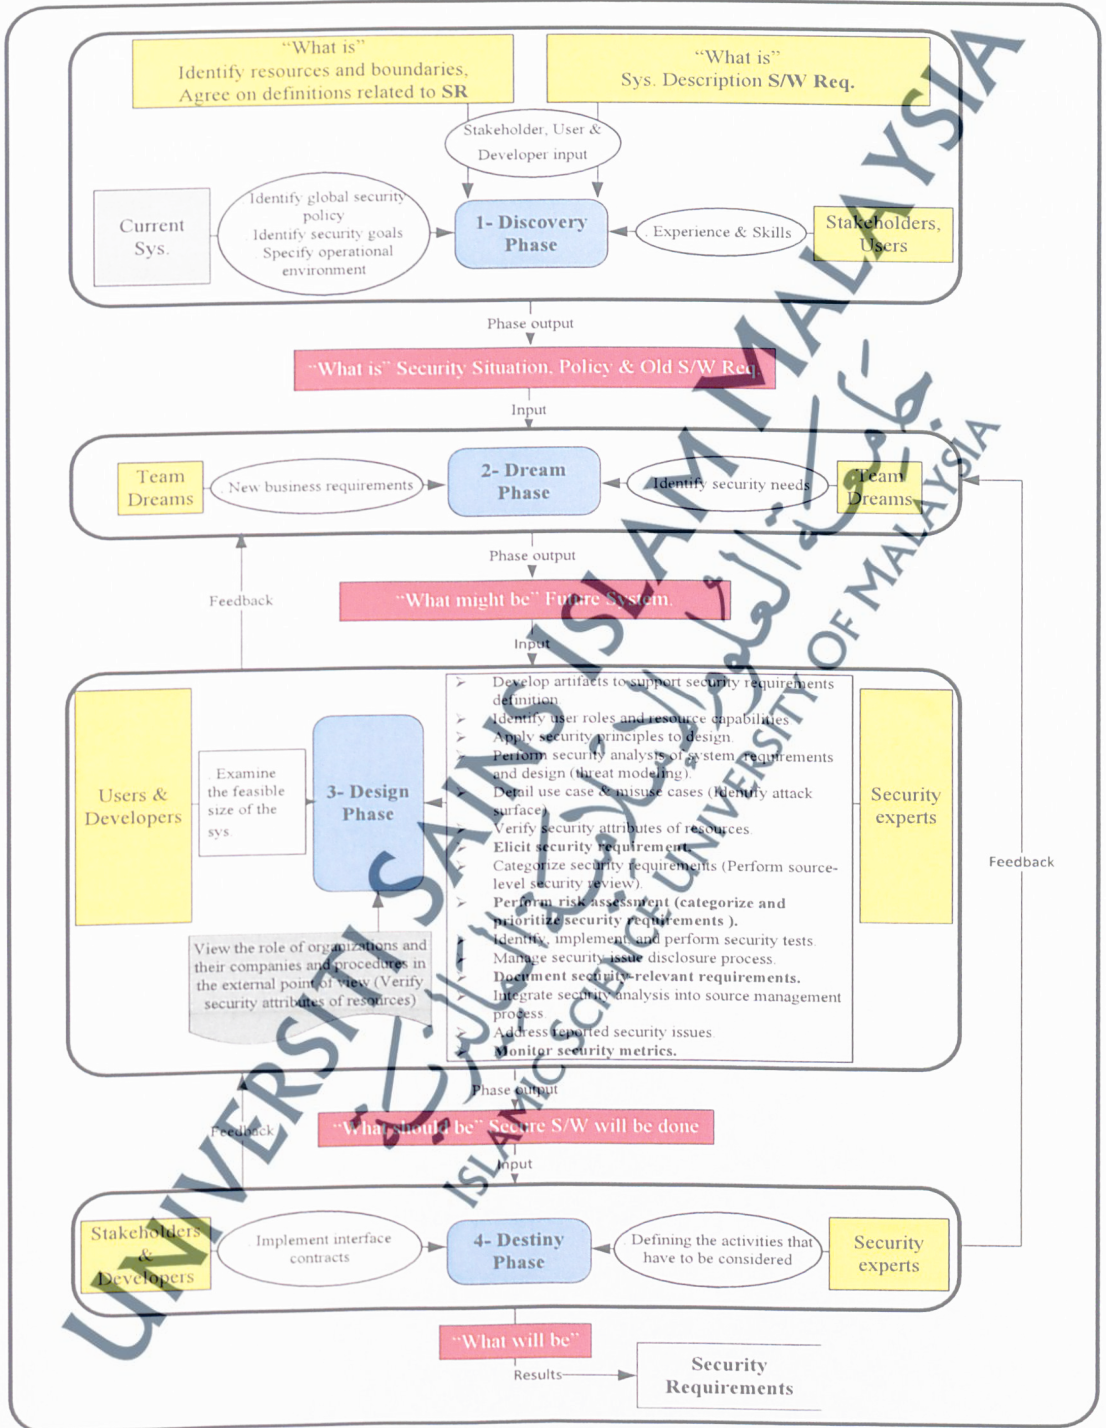 “What is”
Identify resources and boundaries,
Agree on definitions related to SR
“What is”
Sys. Description S/W Req.
Stakeholder, User &
Developer input
Current
Sys.
Identify global security
policy
. Identify security goals
. Specify operational
environment
1- Discovery
Phase
. Experience & Skills
Stakeholders,
Users
Phase output
“What is” Security Situation, Policy & Old S/W Req.
Input
Team
Dreams
. New business requirements
2- Dream
Phase
Identify security needs
Team
Dreams
Phase output
Feedback
“What might be” Future System.
Input
Users &
Developers
. Examine
the feasible
size of the
sys.
3- Design
Phase
➢ Develop artifacts to support security requirements
definition
➢ Identify user roles and resource capabilities
➢ Apply security principles to design.
➢ Perform security analysis of system requirements
and design (threat modeling).
➢ Detail use case & misuse cases (Identify attack
surface)
➢ Verify security attributes of resources
➢ Elicit security requirement.
➢ Categorize security requirements (Perform source-
level security review).
➢ Perform risk assessment (categorize and
prioritize security requirements ).
➢ Identify, implement, and perform security tests.
➢ Manage security issue disclosure process.
➢ Document security-relevant requirements.
➢ Integrate security analysis into source management
process
➢ Address reported security issues
➢ Monitor security metrics.
Security
experts
Feedback
View the role of organizations and
their companies and procedures in
the external point of view (Verify
security attributes of resources)
Phase output
Feedback
“What should be” Secure S/W will be done
Input
Stakeholders
&
Developers
Implement interface
contracts
4- Destiny
Phase
. Defining the activities that
have to be considered
Security
experts
“What will be”
Results
Security
Requirements
UNIVERSITI SAINS ISLAM MALAYSIA
جامعة العلوم الإسلامية الماليزية
ISLAMIC SCIENCE UNIVERSITY OF MALAYSIA